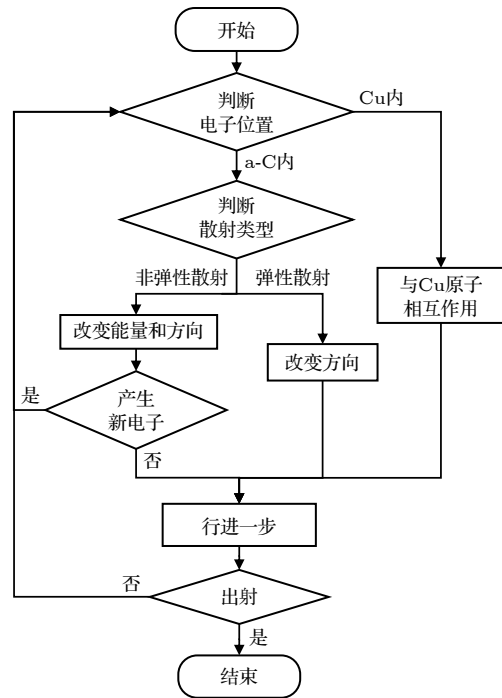 开始
判断
电子位置
Cu内
a-C内
判断
散射类型
非弹性散射
弹性散射
与Cu原子
相互作用
改变能量和方向
改变方向
是
产生
新电子
否
行进一步
否
出射
是
结束